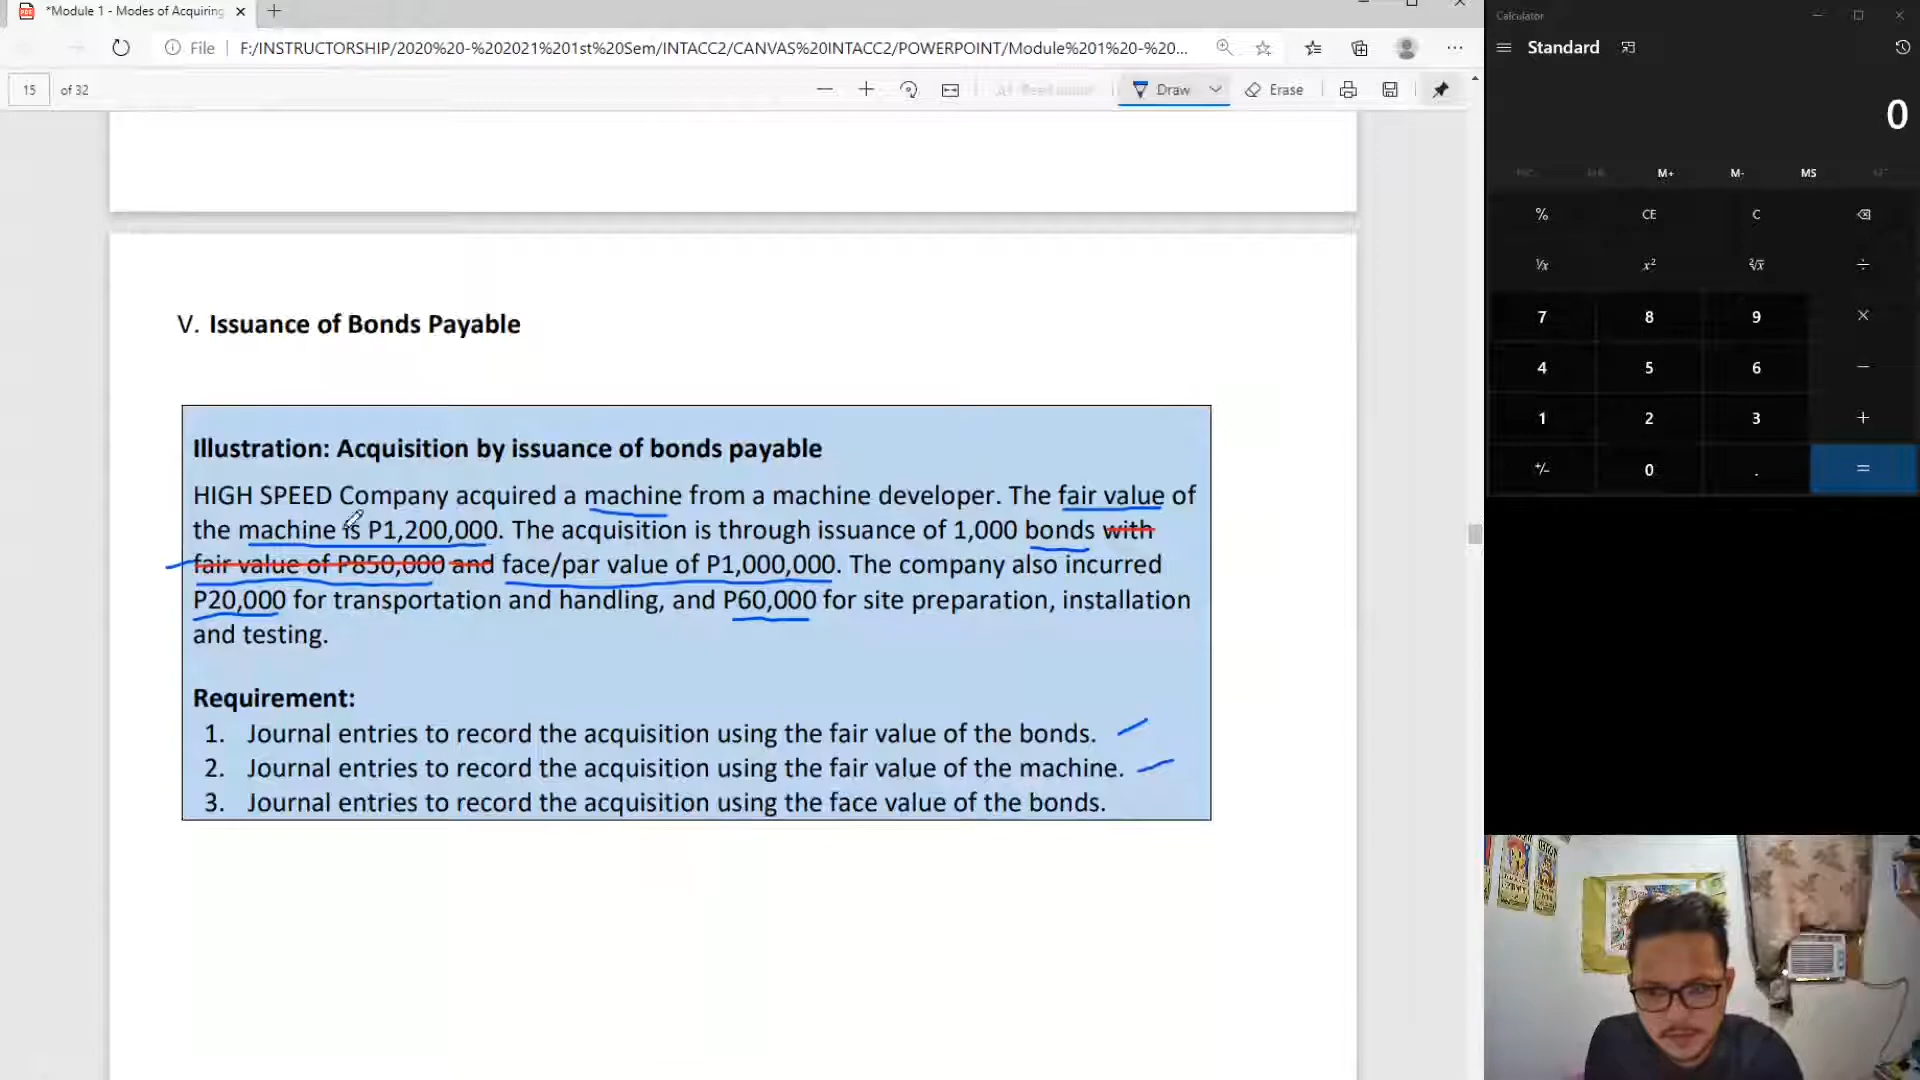 *Module 1 - Modes of Acquiring
File F:/INSTRUCTORSHIP/2020%20-%202021%201st%20Sem/INTACC2/CANVAS%20INTACC2/POWERPOINT/Module%201%20-%20...
15 of 32
Draw Erase
V. Issuance of Bonds Payable
Illustration: Acquisition by issuance of bonds payable
HIGH SPEED Company acquired a machine from a machine developer. The fair value of
the machine is P1,200,000. The acquisition is through issuance of 1,000 bonds with
fair value of P850,000 and face/par value of P1,000,000. The company also incurred
P20,000 for transportation and handling, and P60,000 for site preparation, installation
and testing.
Requirement:
1. Journal entries to record the acquisition using the fair value of the bonds.
2. Journal entries to record the acquisition using the fair value of the machine.
3. Journal entries to record the acquisition using the face value of the bonds.
Calculator
Standard
0
M+ M- MS
% CE C
1/x x² ²√x ÷
7 8 9 ×
4 5 6 −
1 2 3 +
+/- 0 . =